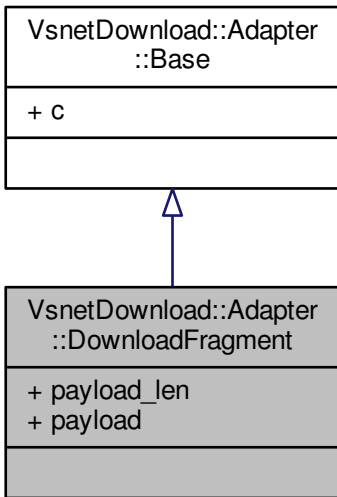 VsnetDownload::Adapter
::Base
+ c
VsnetDownload::Adapter
::DownloadFragment
+ payload_len
+ payload